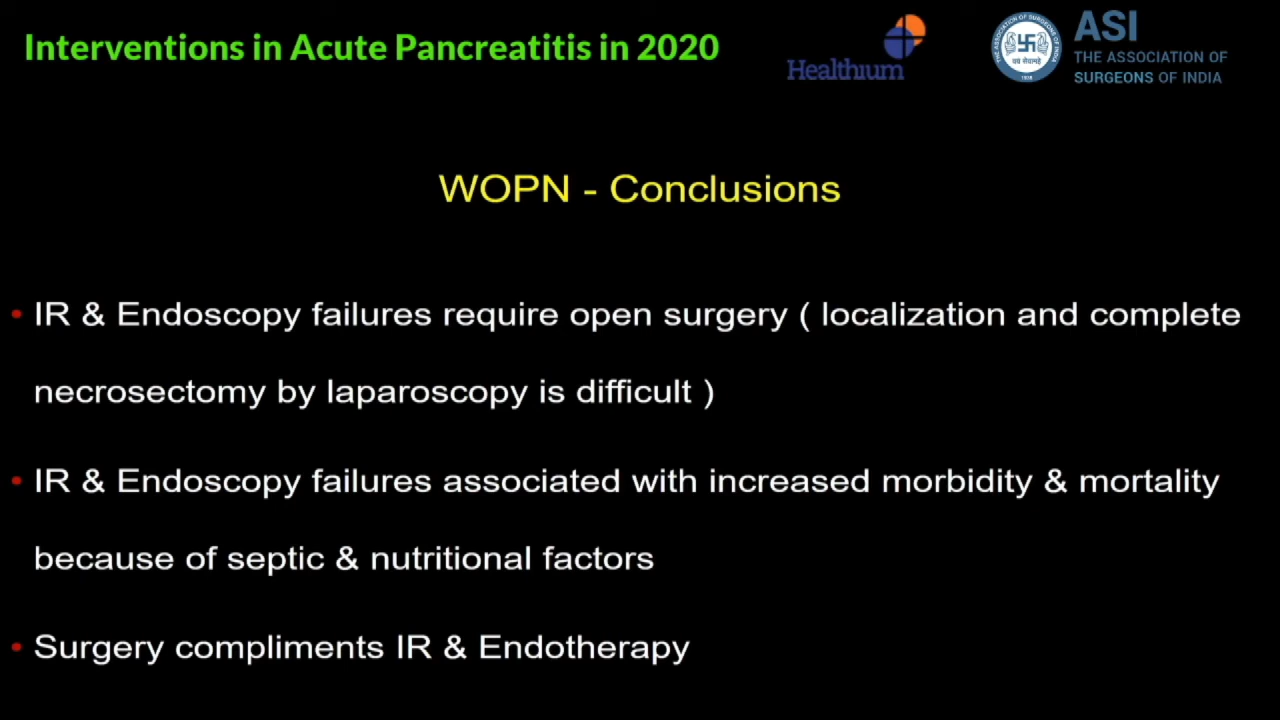 Interventions in Acute Pancreatitis in 2020
Healthium
ASI
THE ASSOCIATION OF
SURGEONS OF INDIA
WOPN - Conclusions
• IR & Endoscopy failures require open surgery ( localization and complete
necrosectomy by laparoscopy is difficult )
• IR & Endoscopy failures associated with increased morbidity & mortality
because of septic & nutritional factors
• Surgery compliments IR & Endotherapy